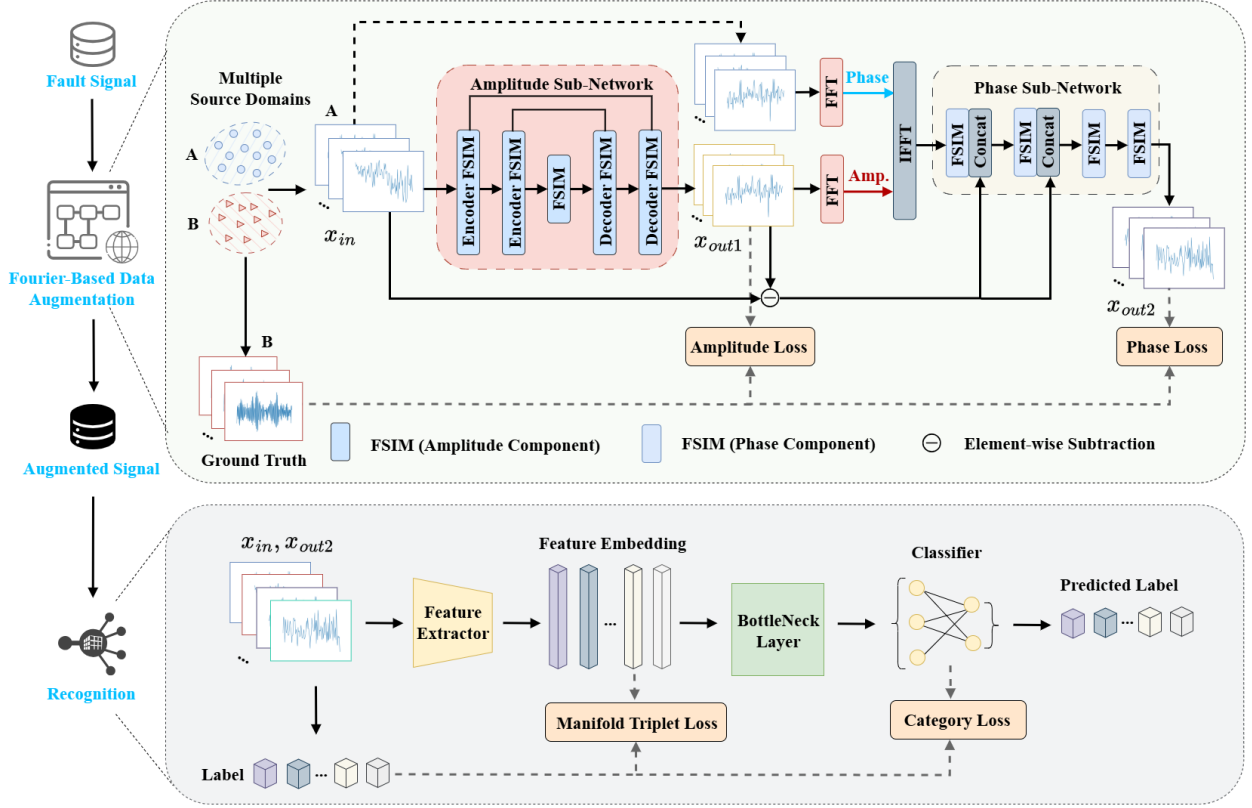 Fault Signal
Fourier-Based Data
Augmentation
Augmented Signal
Recognition
Multiple
Source Domains
A
B
A
...
x_in
Amplitude Sub-Network
Encoder FSIM
Encoder FSIM
FSIM
Decoder FSIM
Decoder FSIM
...
...
x_out1
FFT
Phase
FFT
Amp.
IFFT
Phase Sub-Network
FSIM
Concat
FSIM
Concat
FSIM
FSIM
...
x_out2
Amplitude Loss
Phase Loss
B
...
Ground Truth
FSIM (Amplitude Component)
FSIM (Phase Component)
Element-wise Subtraction
x_in, x_out2
...
Feature
Extractor
Feature Embedding
...
BottleNeck
Layer
Classifier
Predicted Label
...
Manifold Triplet Loss
Category Loss
Label
...